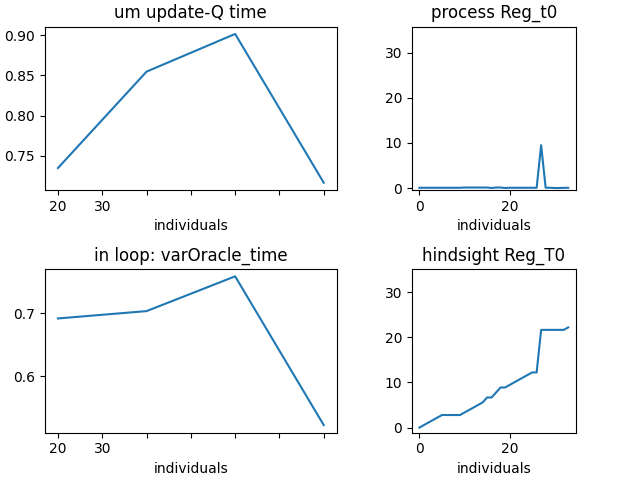 um update-Q time
0.90
0.85
0.80
0.75
20 30
individuals
process Reg_t0
30
20
10
0
0 20
individuals
in loop: varOracle_time
0.7
0.6
20 30
individuals
hindsight Reg_T0
30
20
10
0
0 20
individuals